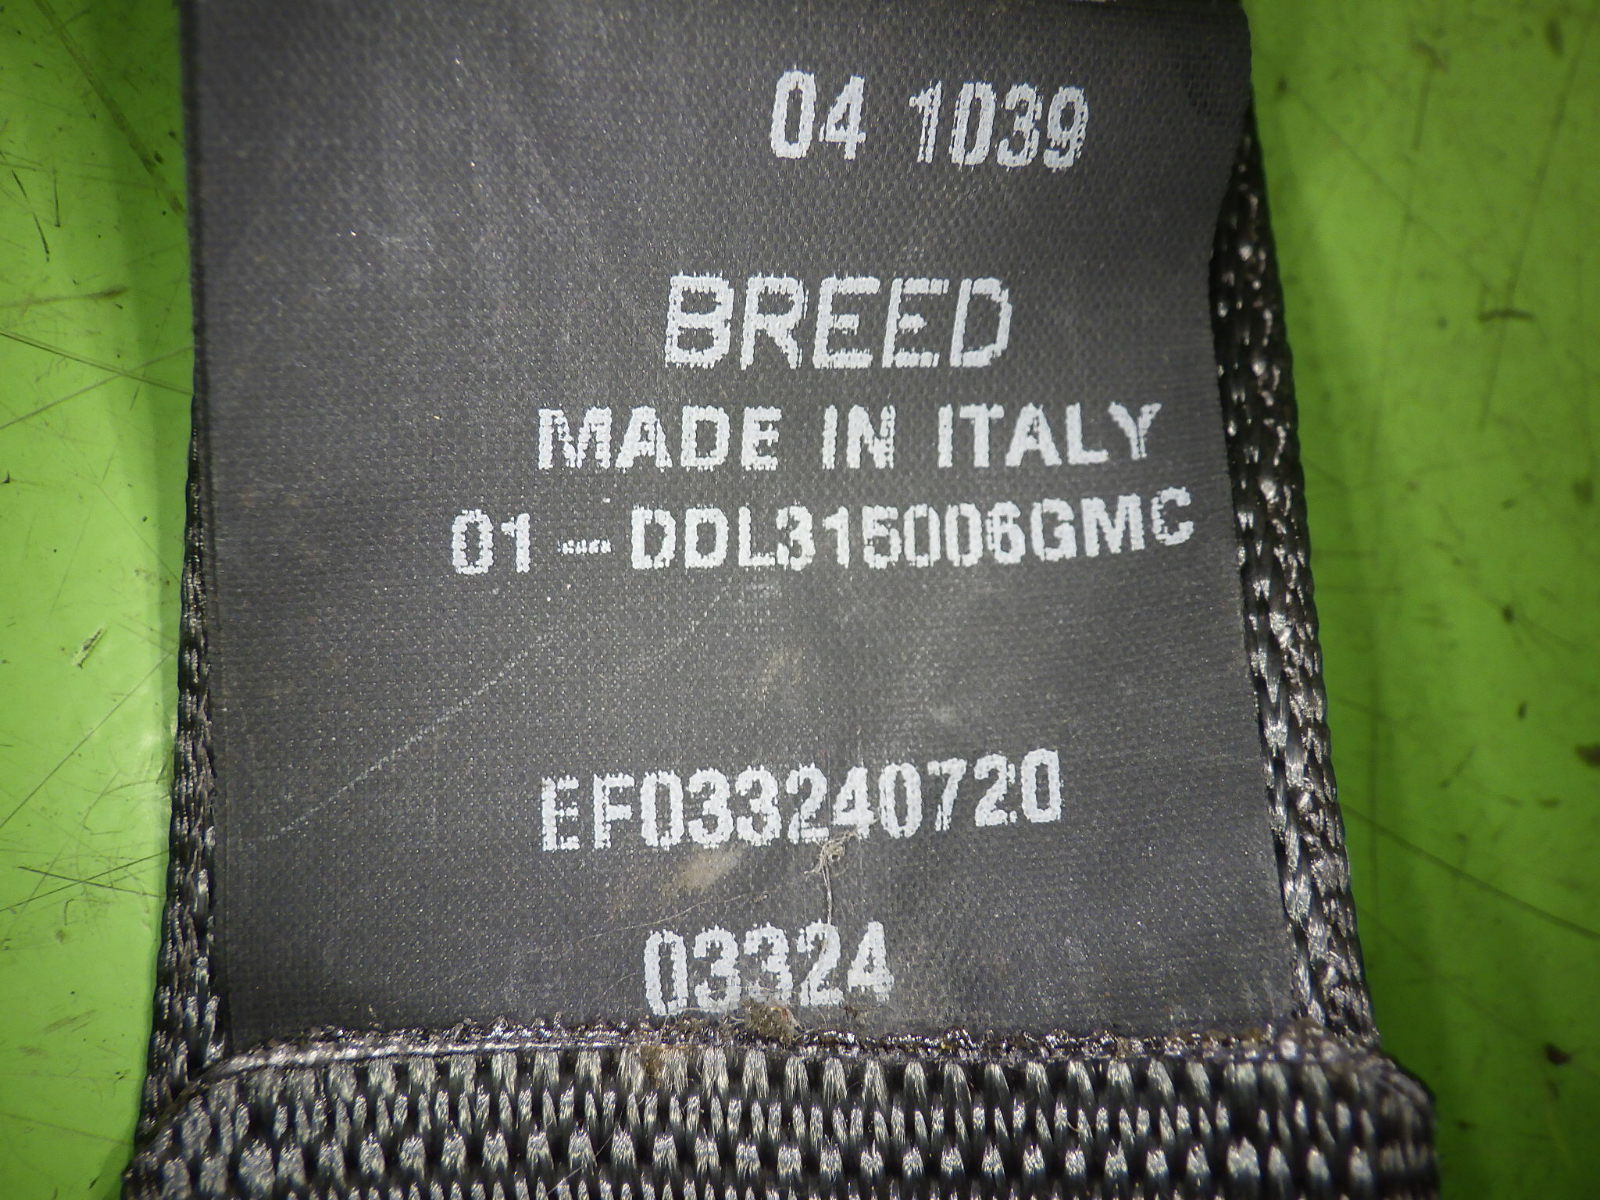 04 1039
BREED
MADE IN ITALY
01 - DDL315006GMC
EF033240720
03324